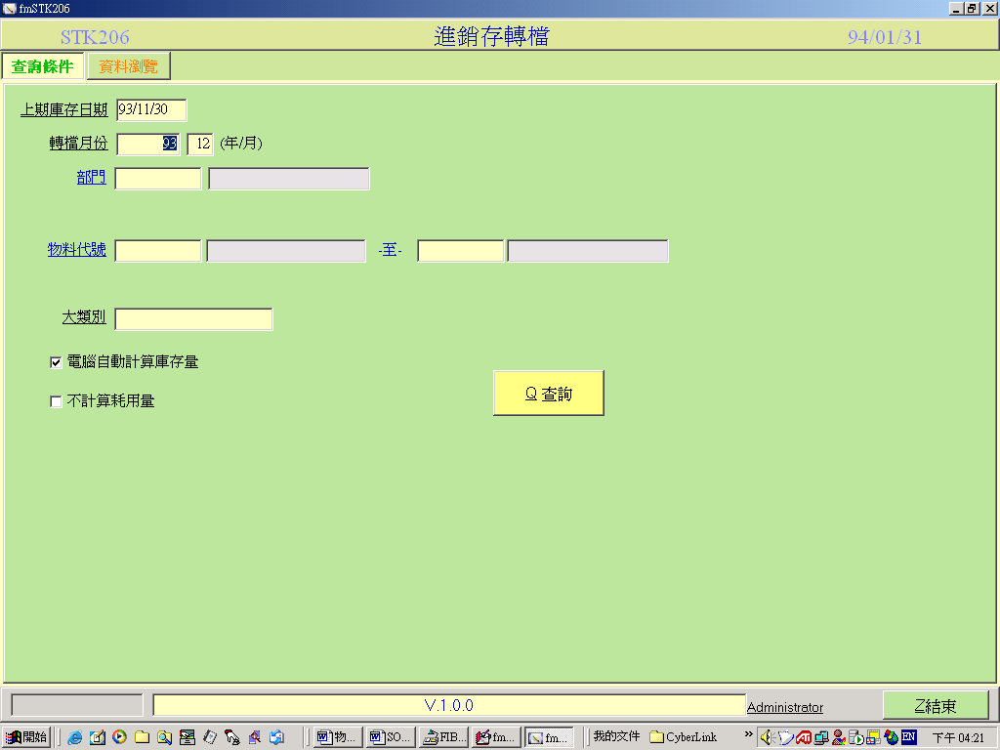 fmSTK206
STK206 進銷存轉檔 94/01/31
查詢條件 資料瀏覽
上期庫存日期 93/11/30
轉檔月份 93 12 (年/月)
部門
物料代號 -至-
大類別
電腦自動計算庫存量
不計算耗用量
Q 查詢
V.1.0.0 Administrator Z結束
開始 物... SO... FIB... fm... fm... 我的文件 CyberLink » EN 下午 04:21